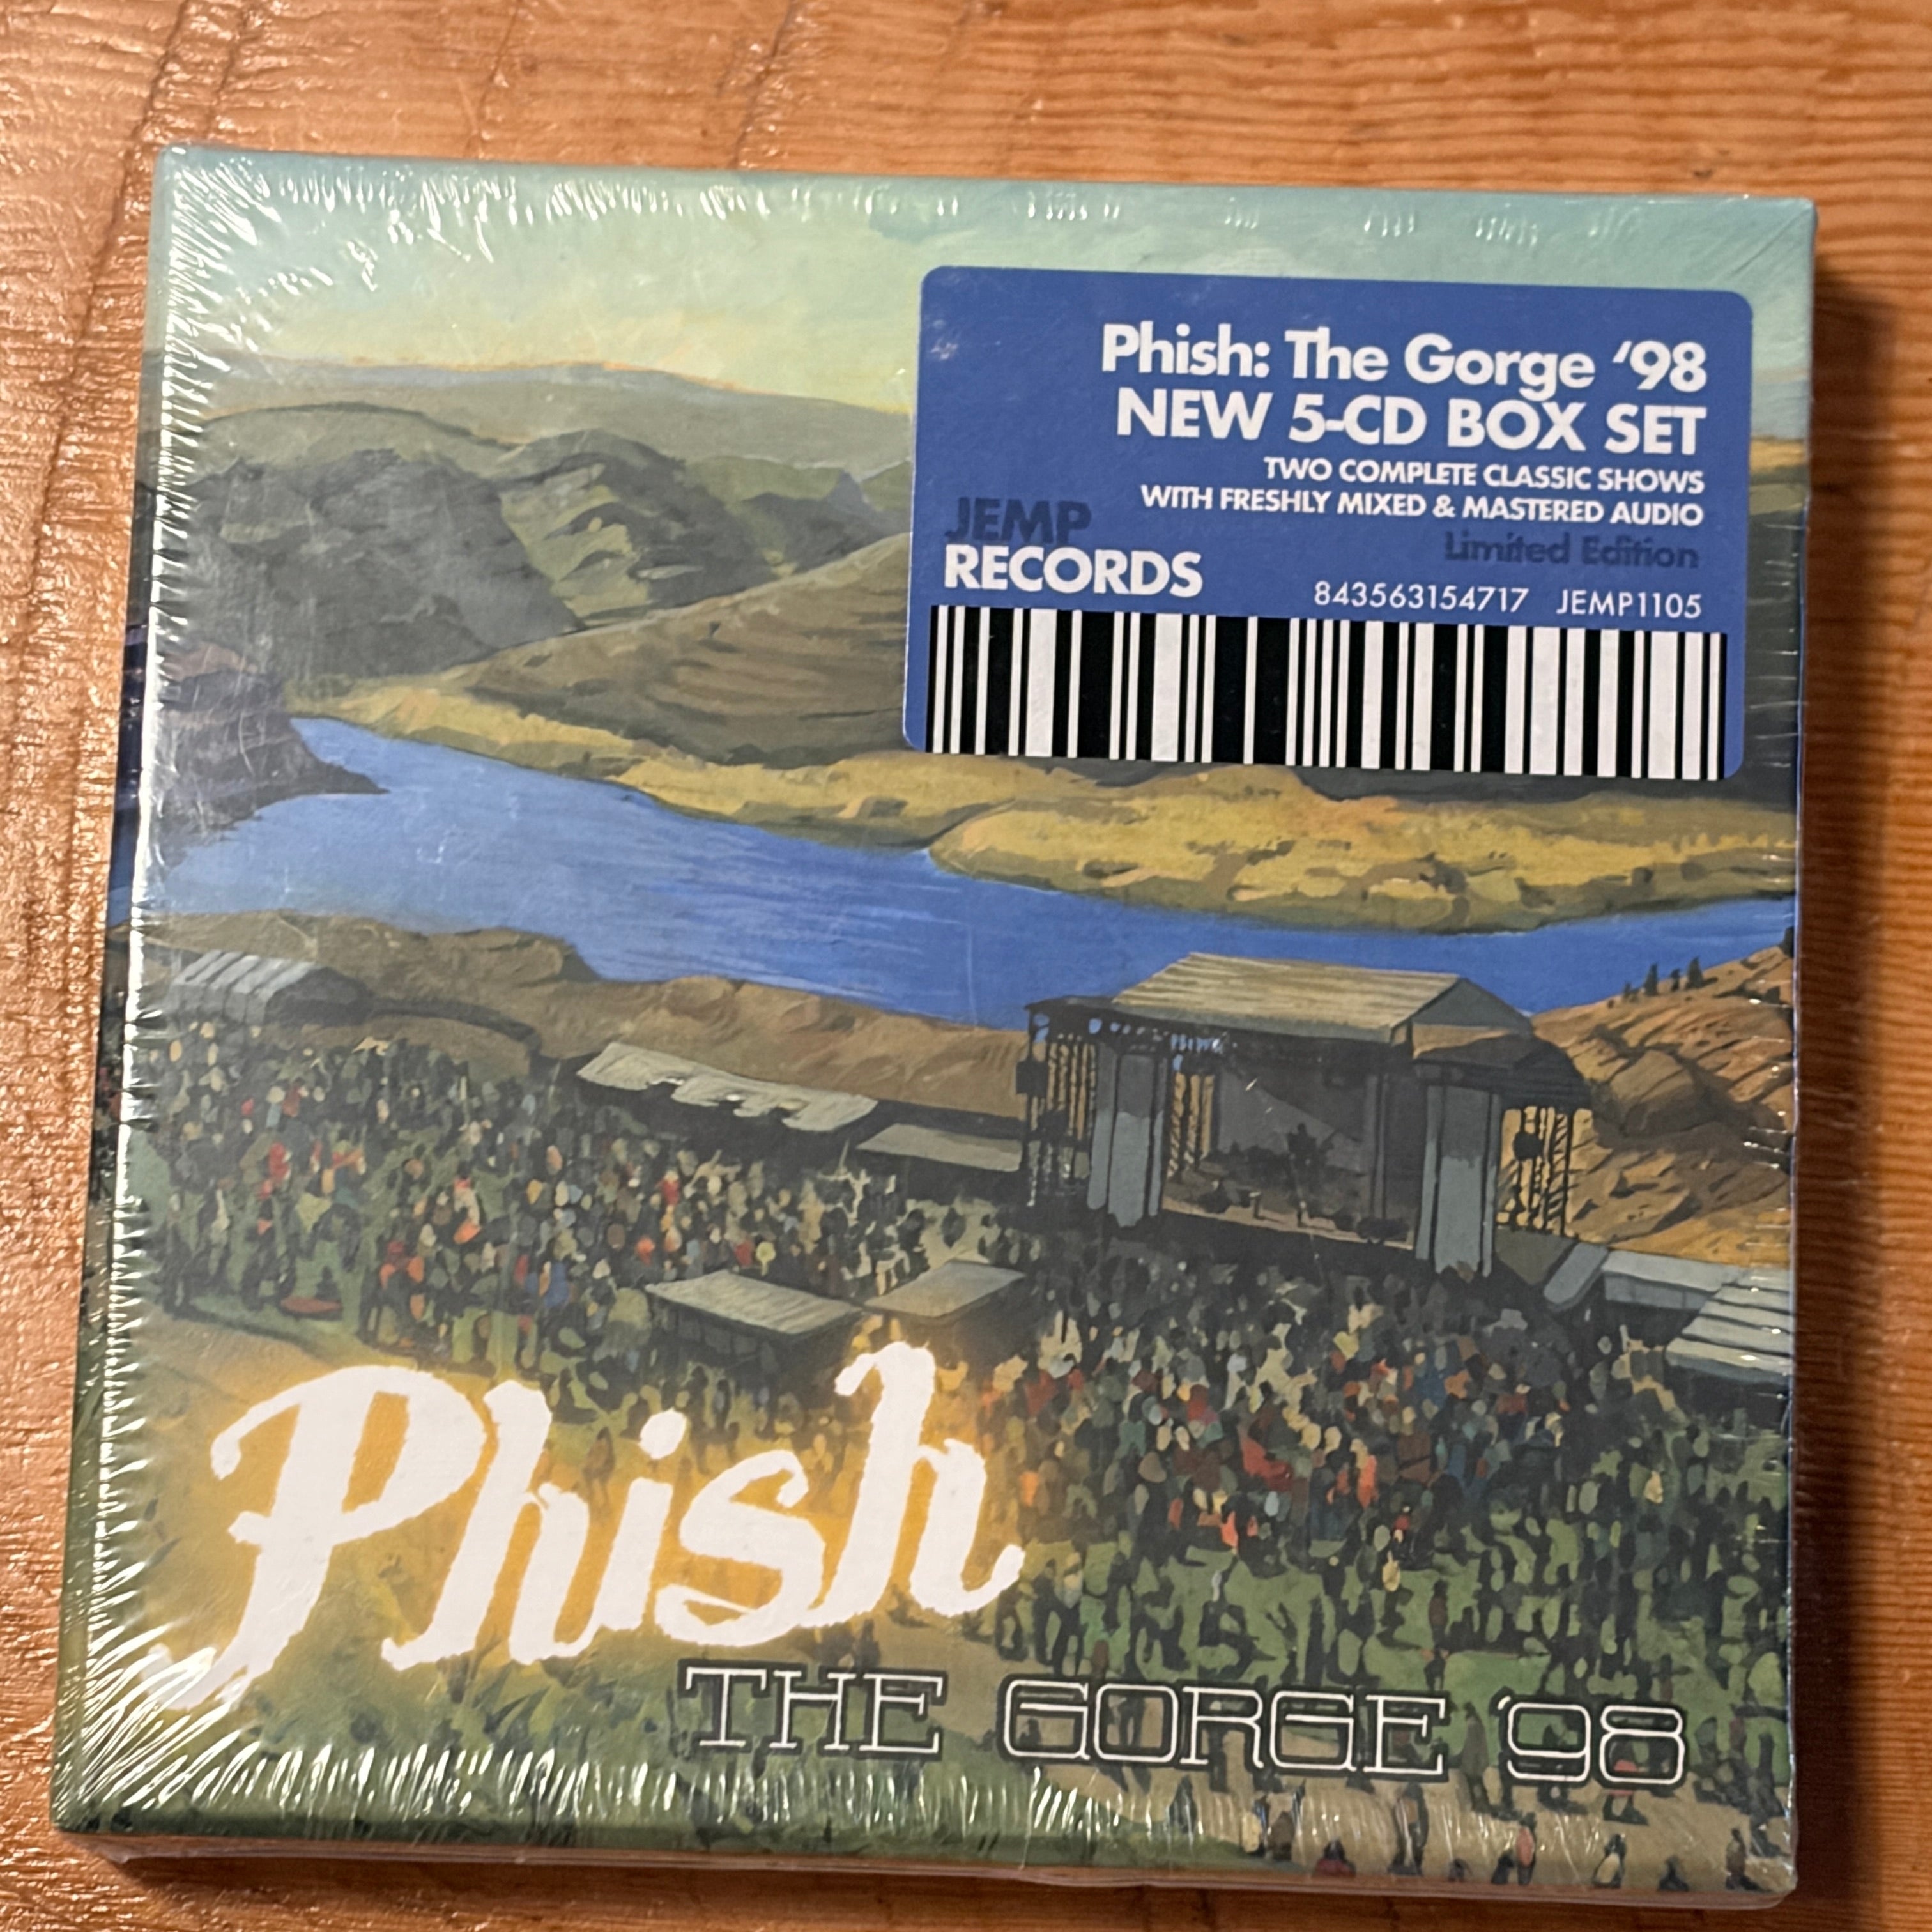 Phish: The Gorge ‘98
NEW 5-CD BOX SET
TWO COMPLETE CLASSIC SHOWS
WITH FRESHLY MIXED & MASTERED AUDIO
Limited Edition
JEMP
RECORDS
843563154717 JEMP1105
Phish
THE GORGE ‘98